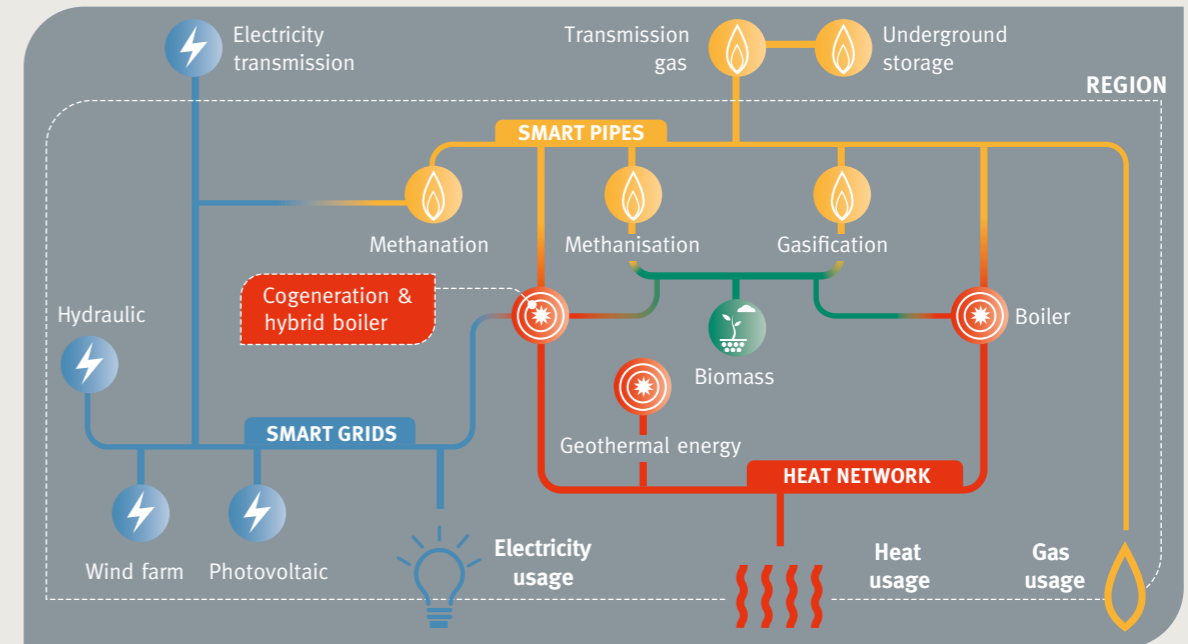 Electricity
transmission
Transmission
gas
Underground
storage
REGION
SMART PIPES
Methanation
Methanisation
Gasification
Cogeneration &
hybrid boiler
Hydraulic
Boiler
Biomass
SMART GRIDS
Geothermal energy
HEAT NETWORK
Wind farm
Photovoltaic
Electricity
usage
Heat
usage
Gas
usage